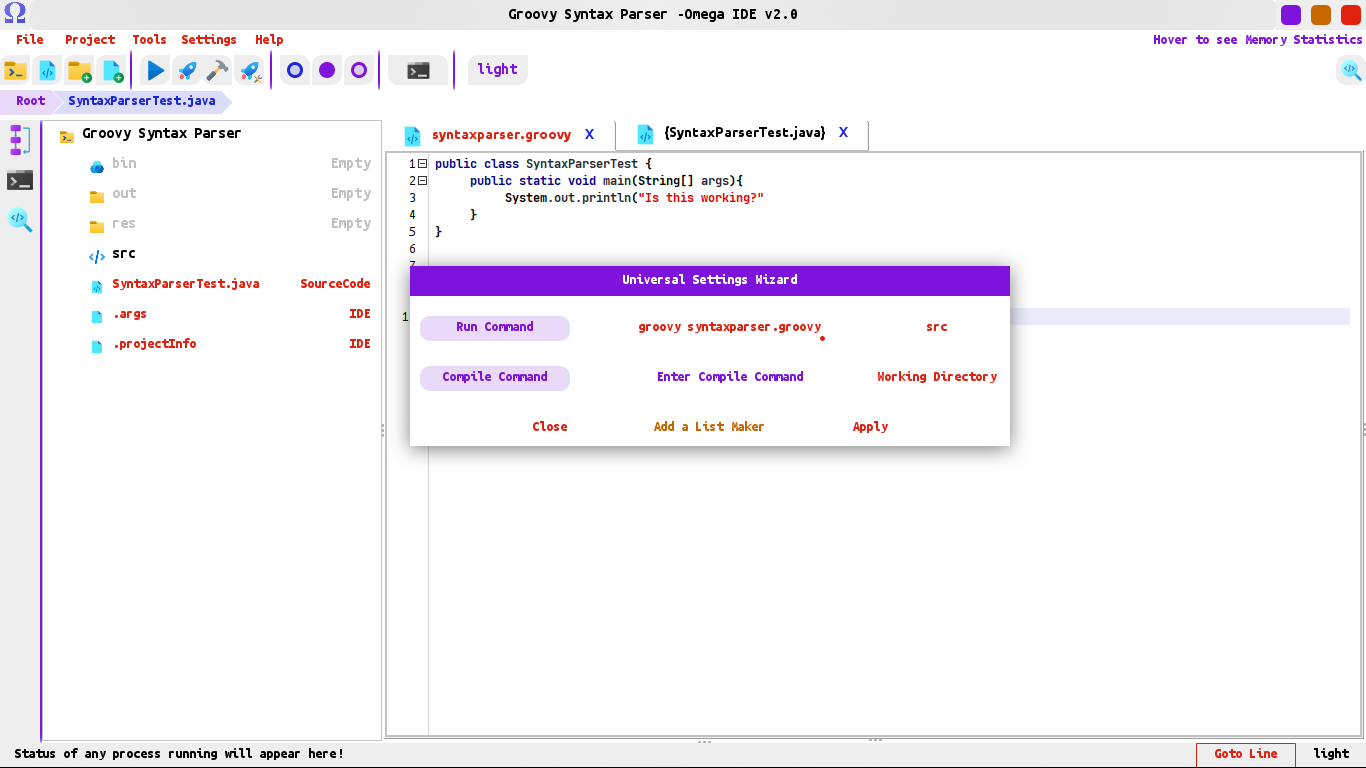 Groovy Syntax Parser -Omega IDE v2.0
File Project Tools Settings Help
Hover to see Memory Statistics
light
Root SyntaxParserTest.java
Groovy Syntax Parser
bin Empty
out Empty
res Empty
src
SyntaxParserTest.java SourceCode
.args IDE
.projectInfo IDE
syntaxparser.groovy X {SyntaxParserTest.java} X
1 public class SyntaxParserTest {
2 public static void main(String[] args){
3 System.out.println("Is this working?"
4 }
5 }
6
7
1
Universal Settings Wizard
Run Command groovy syntaxparser.groovy src
Compile Command Enter Compile Command Working Directory
Close Add a List Maker Apply
Status of any process running will appear here!
Goto Line light